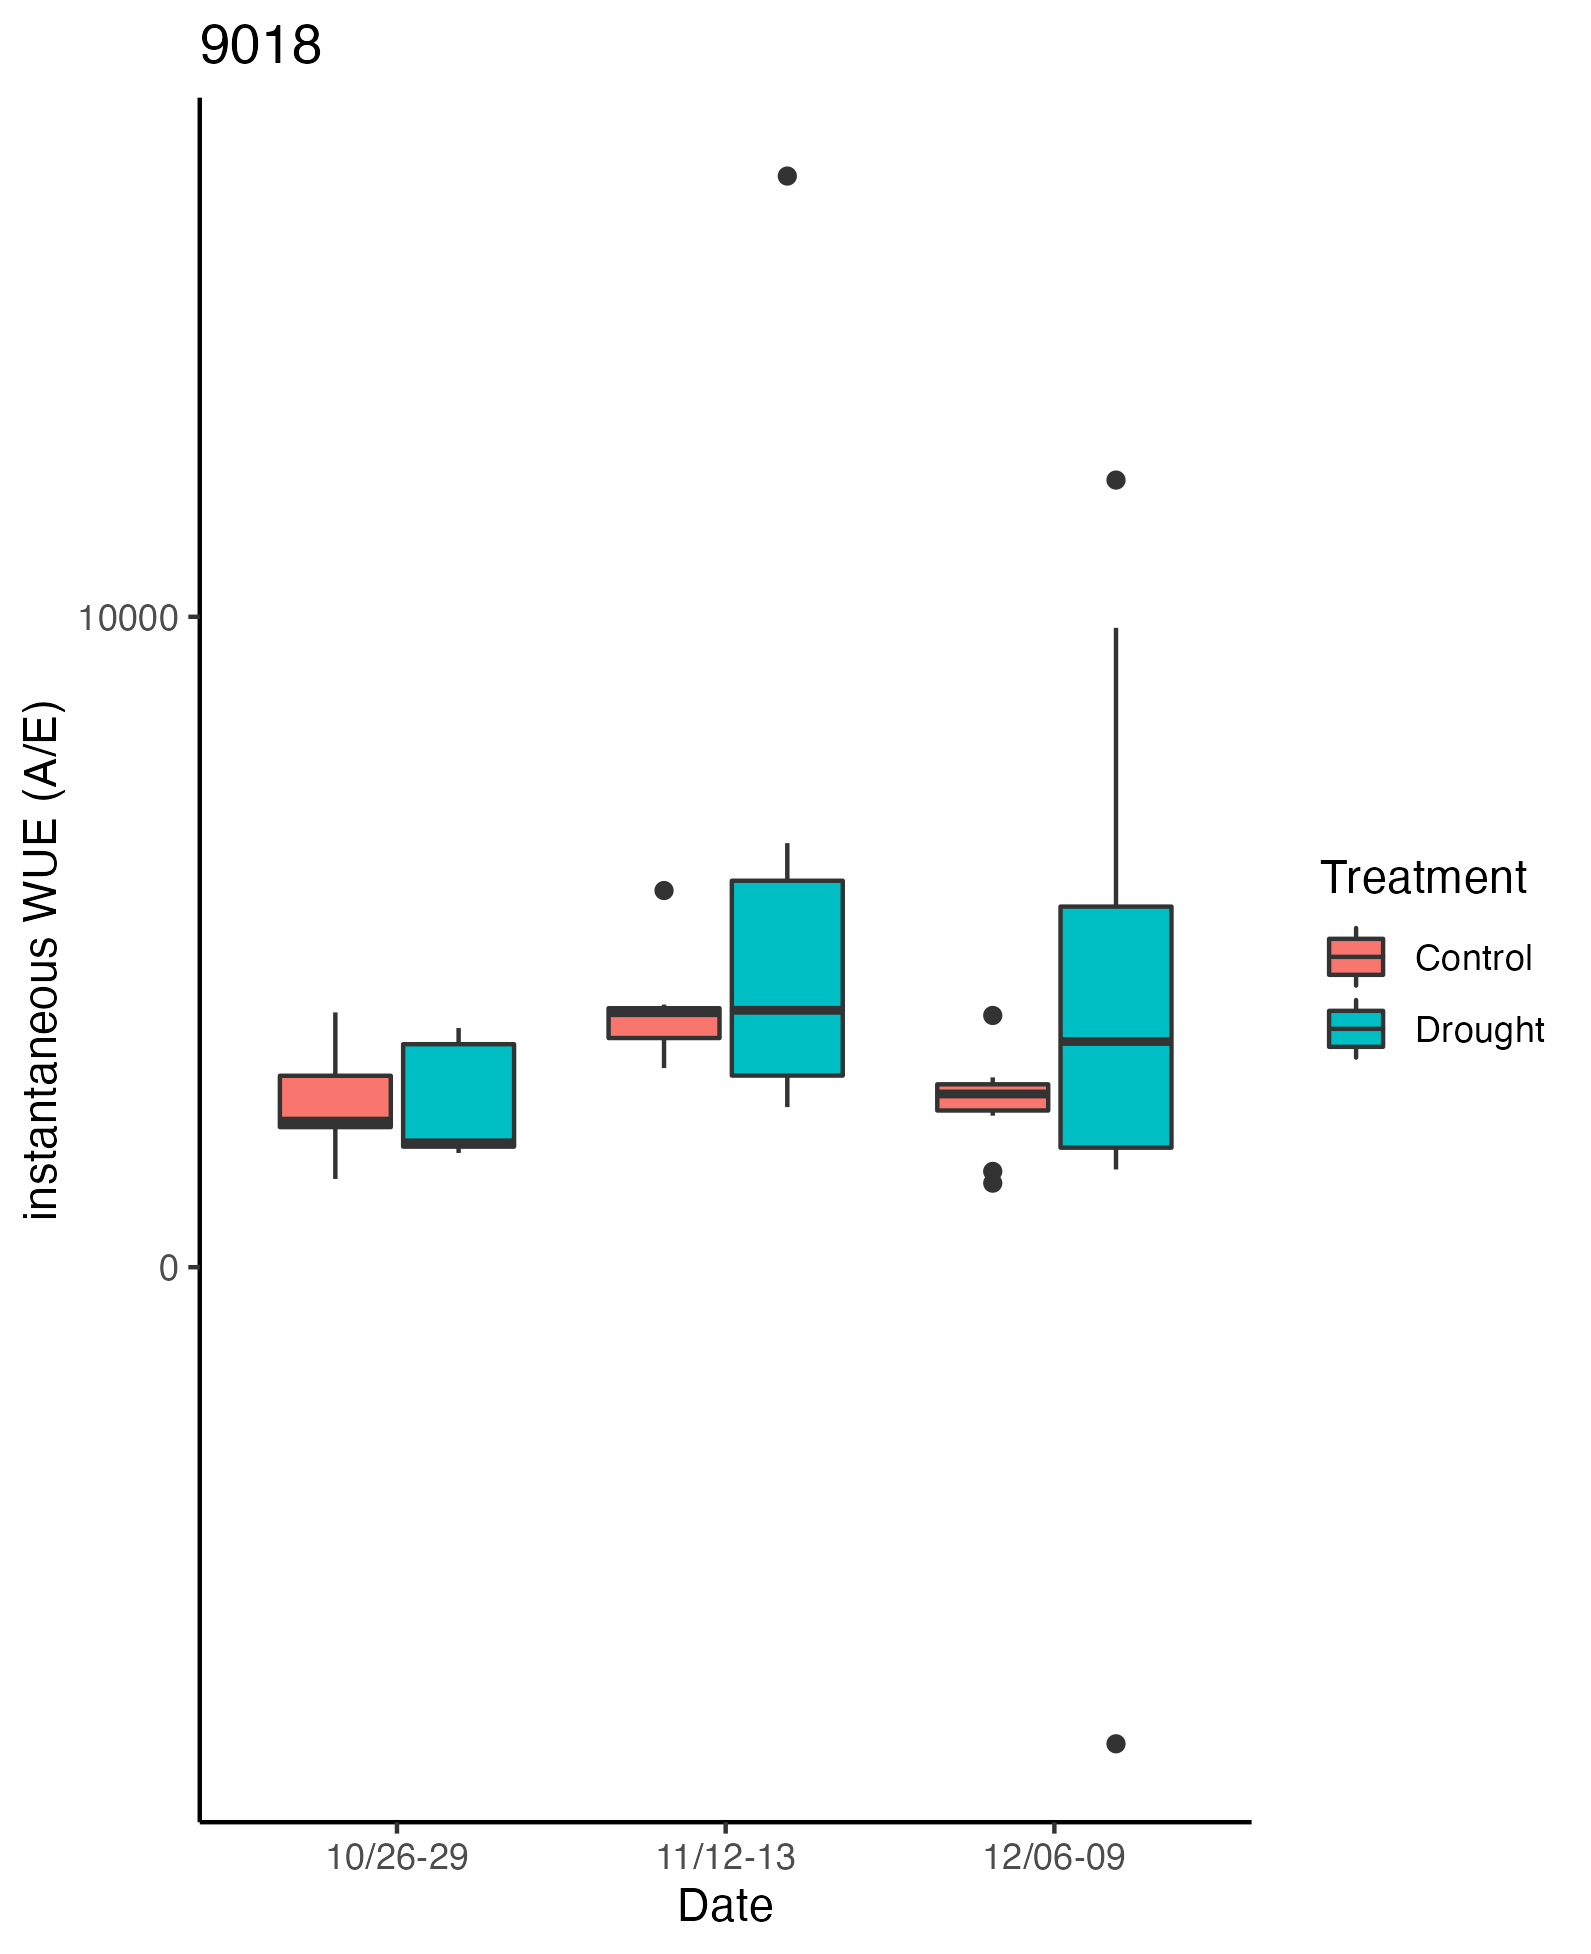 9018
instantaneous WUE (A/E)
10000
0
10/26-29
11/12-13
12/06-09
Date
Treatment
Control
Drought